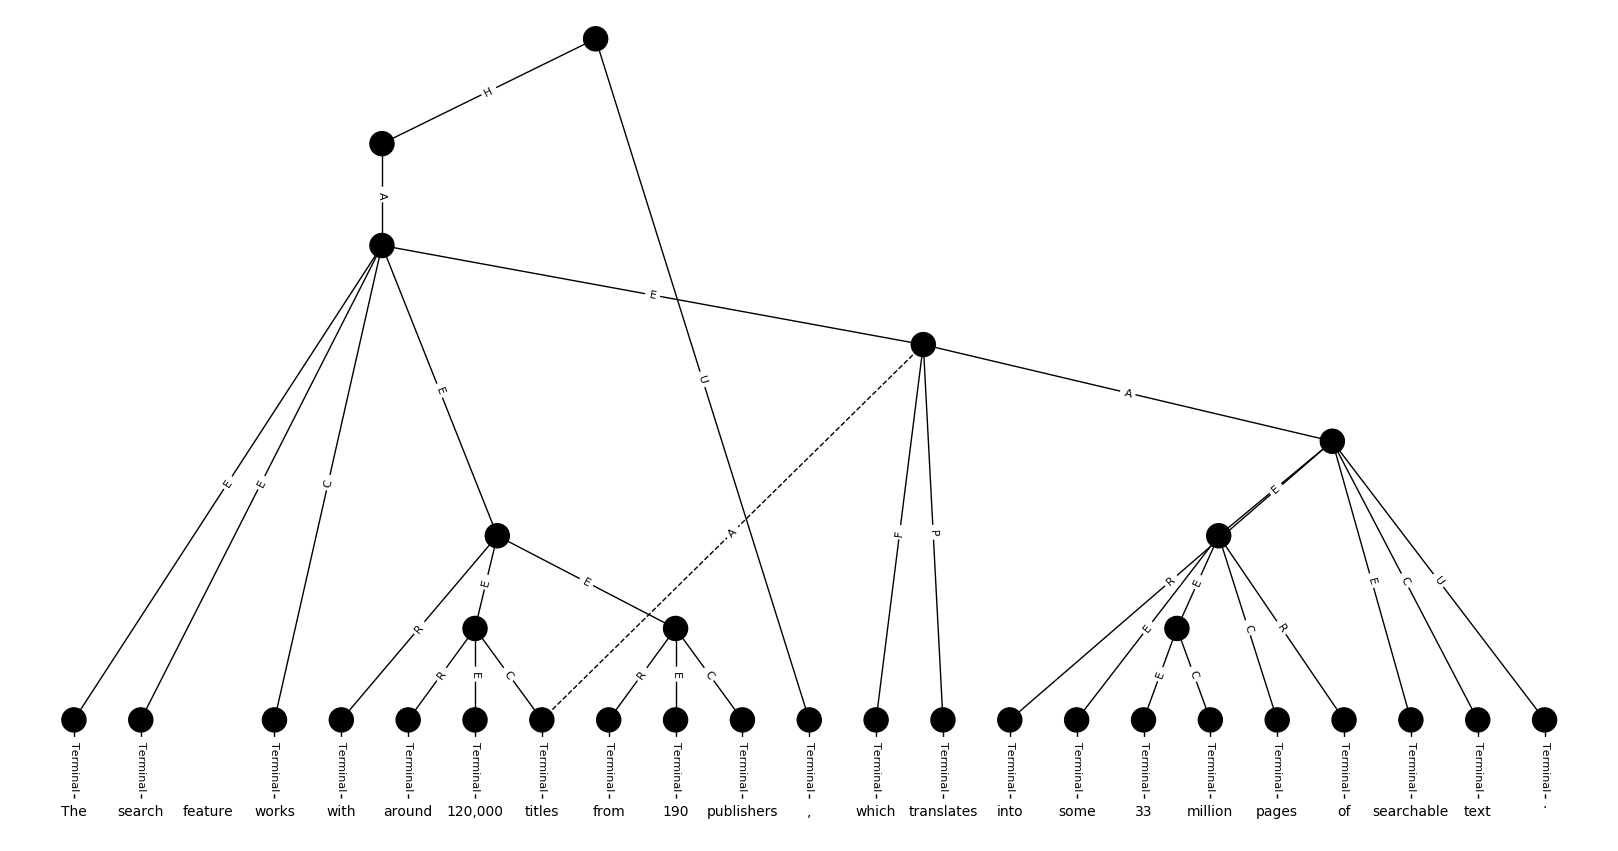 H
A
E
U
A
E
E
E
C
E
A
F
P
R
E
E
R
E
E
E
C
R
E
C
U
R
E
C
R
E
C
E
C
Terminal Terminal Terminal Terminal Terminal Terminal Terminal Terminal Terminal Terminal Terminal Terminal Terminal Terminal Terminal Terminal Terminal Terminal Terminal Terminal Terminal Terminal
The search feature works with around 120,000 titles from 190 publishers , which translates into some 33 million pages of searchable text .